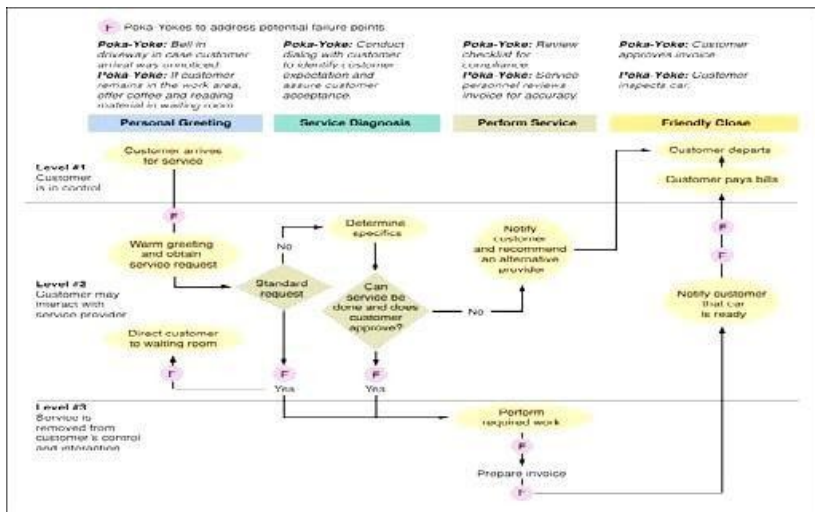 F Poka-Yokes to address potential failure points
Poka-Yoke: Bell in
driveway in case customer
arrival was unnoticed.
Poka-Yoke: If customer
remains in the work area,
offer coffee and reading
material in waiting room
Poka-Yoke: Conduct
dialog with customer
to identify customer
expectation and
assure customer
acceptance.
Poka-Yoke: Review
checklist for
compliance.
Poka-Yoke: Service
personnel reviews
invoice for accuracy.
Poka-Yoke: Customer
approves invoice.
Poka-Yoke: Customer
inspects car.
Personal Greeting
Service Diagnosis
Perform Service
Friendly Close
Level #1
Customer
is in control
Customer arrives
for service
Customer departs
Customer pays bills
F
Level #2
Customer may
interact with
service provider
Warm greeting
and obtain
service request
No
Standard
request
Determine
specifics
Can
service be
done and does
customer
approve?
No
Notify
customer
and recommend
an alternative
provider
F
F
Notify customer
that car
is ready
Direct customer
to waiting room
F
F
Yes
F
Yes
Level #3
Service is
removed from
customer's control
and interaction
Perform
required work
F
Prepare invoice
F